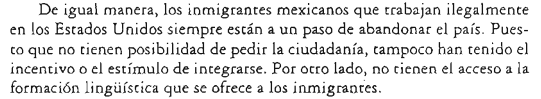 De igual manera, los inmigrantes mexicanos que trabajan ilegalmente
en los Estados Unidos siempre están a un paso de abandonar el país. Pues-
to que no tienen posibilidad de pedir la ciudadanía, tampoco han tenido el
incentivo o el estímulo de integrarse. Por otro lado, no tienen el acceso a la
formación lingüística que se ofrece a los inmigrantes.